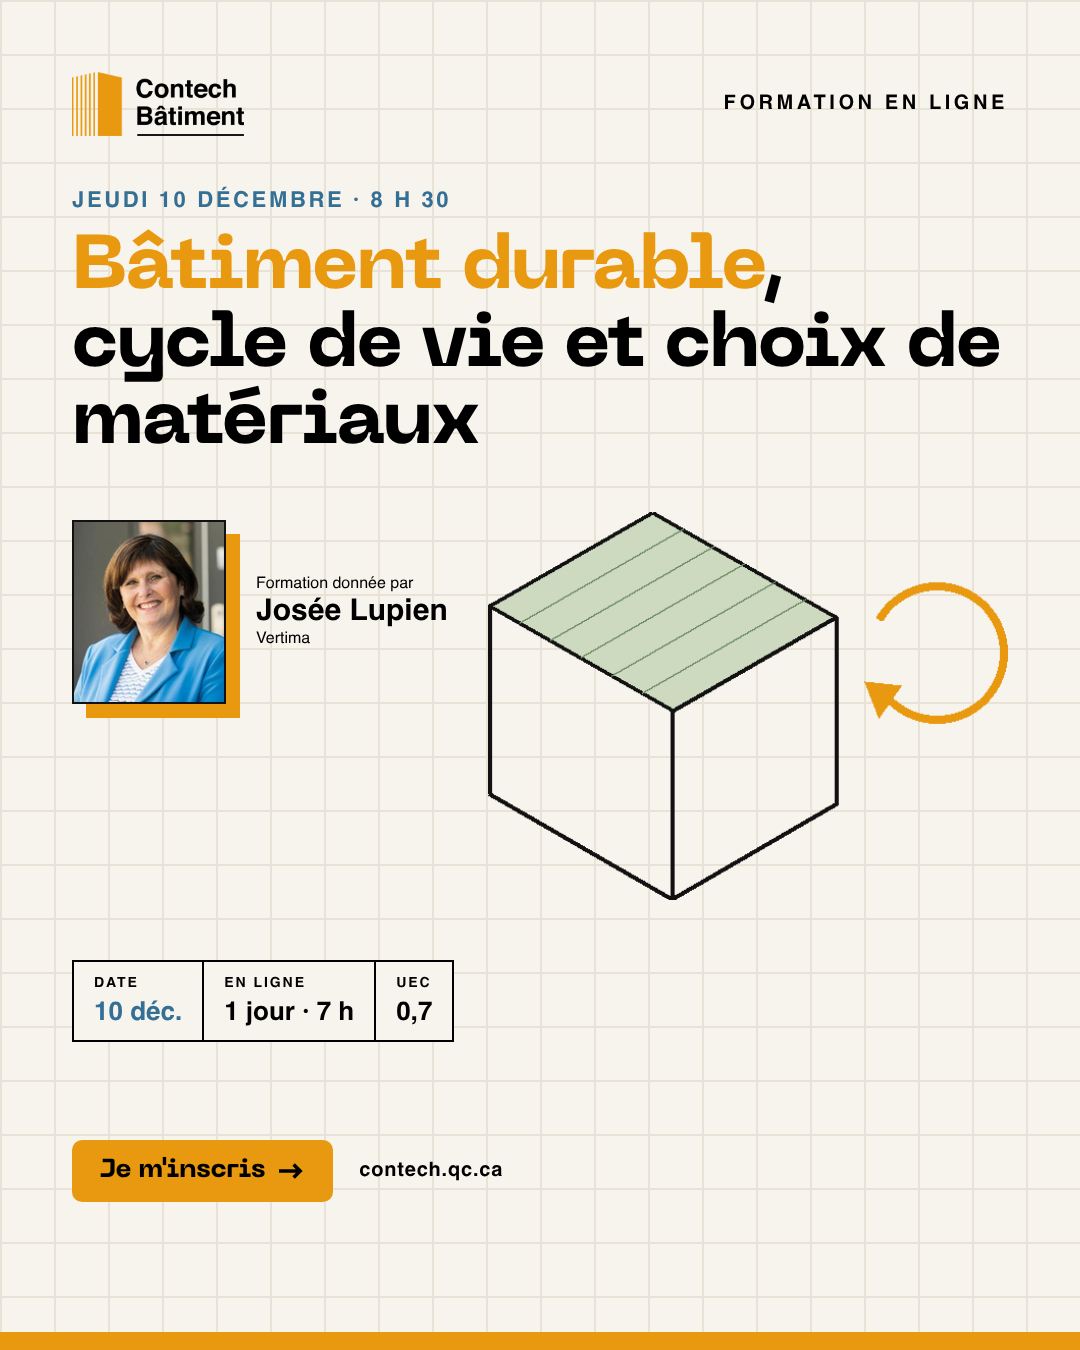 Contech
Bâtiment
FORMATION EN LIGNE
JEUDI 10 DÉCEMBRE · 8 H 30
Bâtiment durable,
cycle de vie et choix de
matériaux
Formation donnée par
Josée Lupien
Vertima
DATE
10 déc.
EN LIGNE
1 jour · 7 h
UEC
0,7
Je m'inscris →
contech.qc.ca